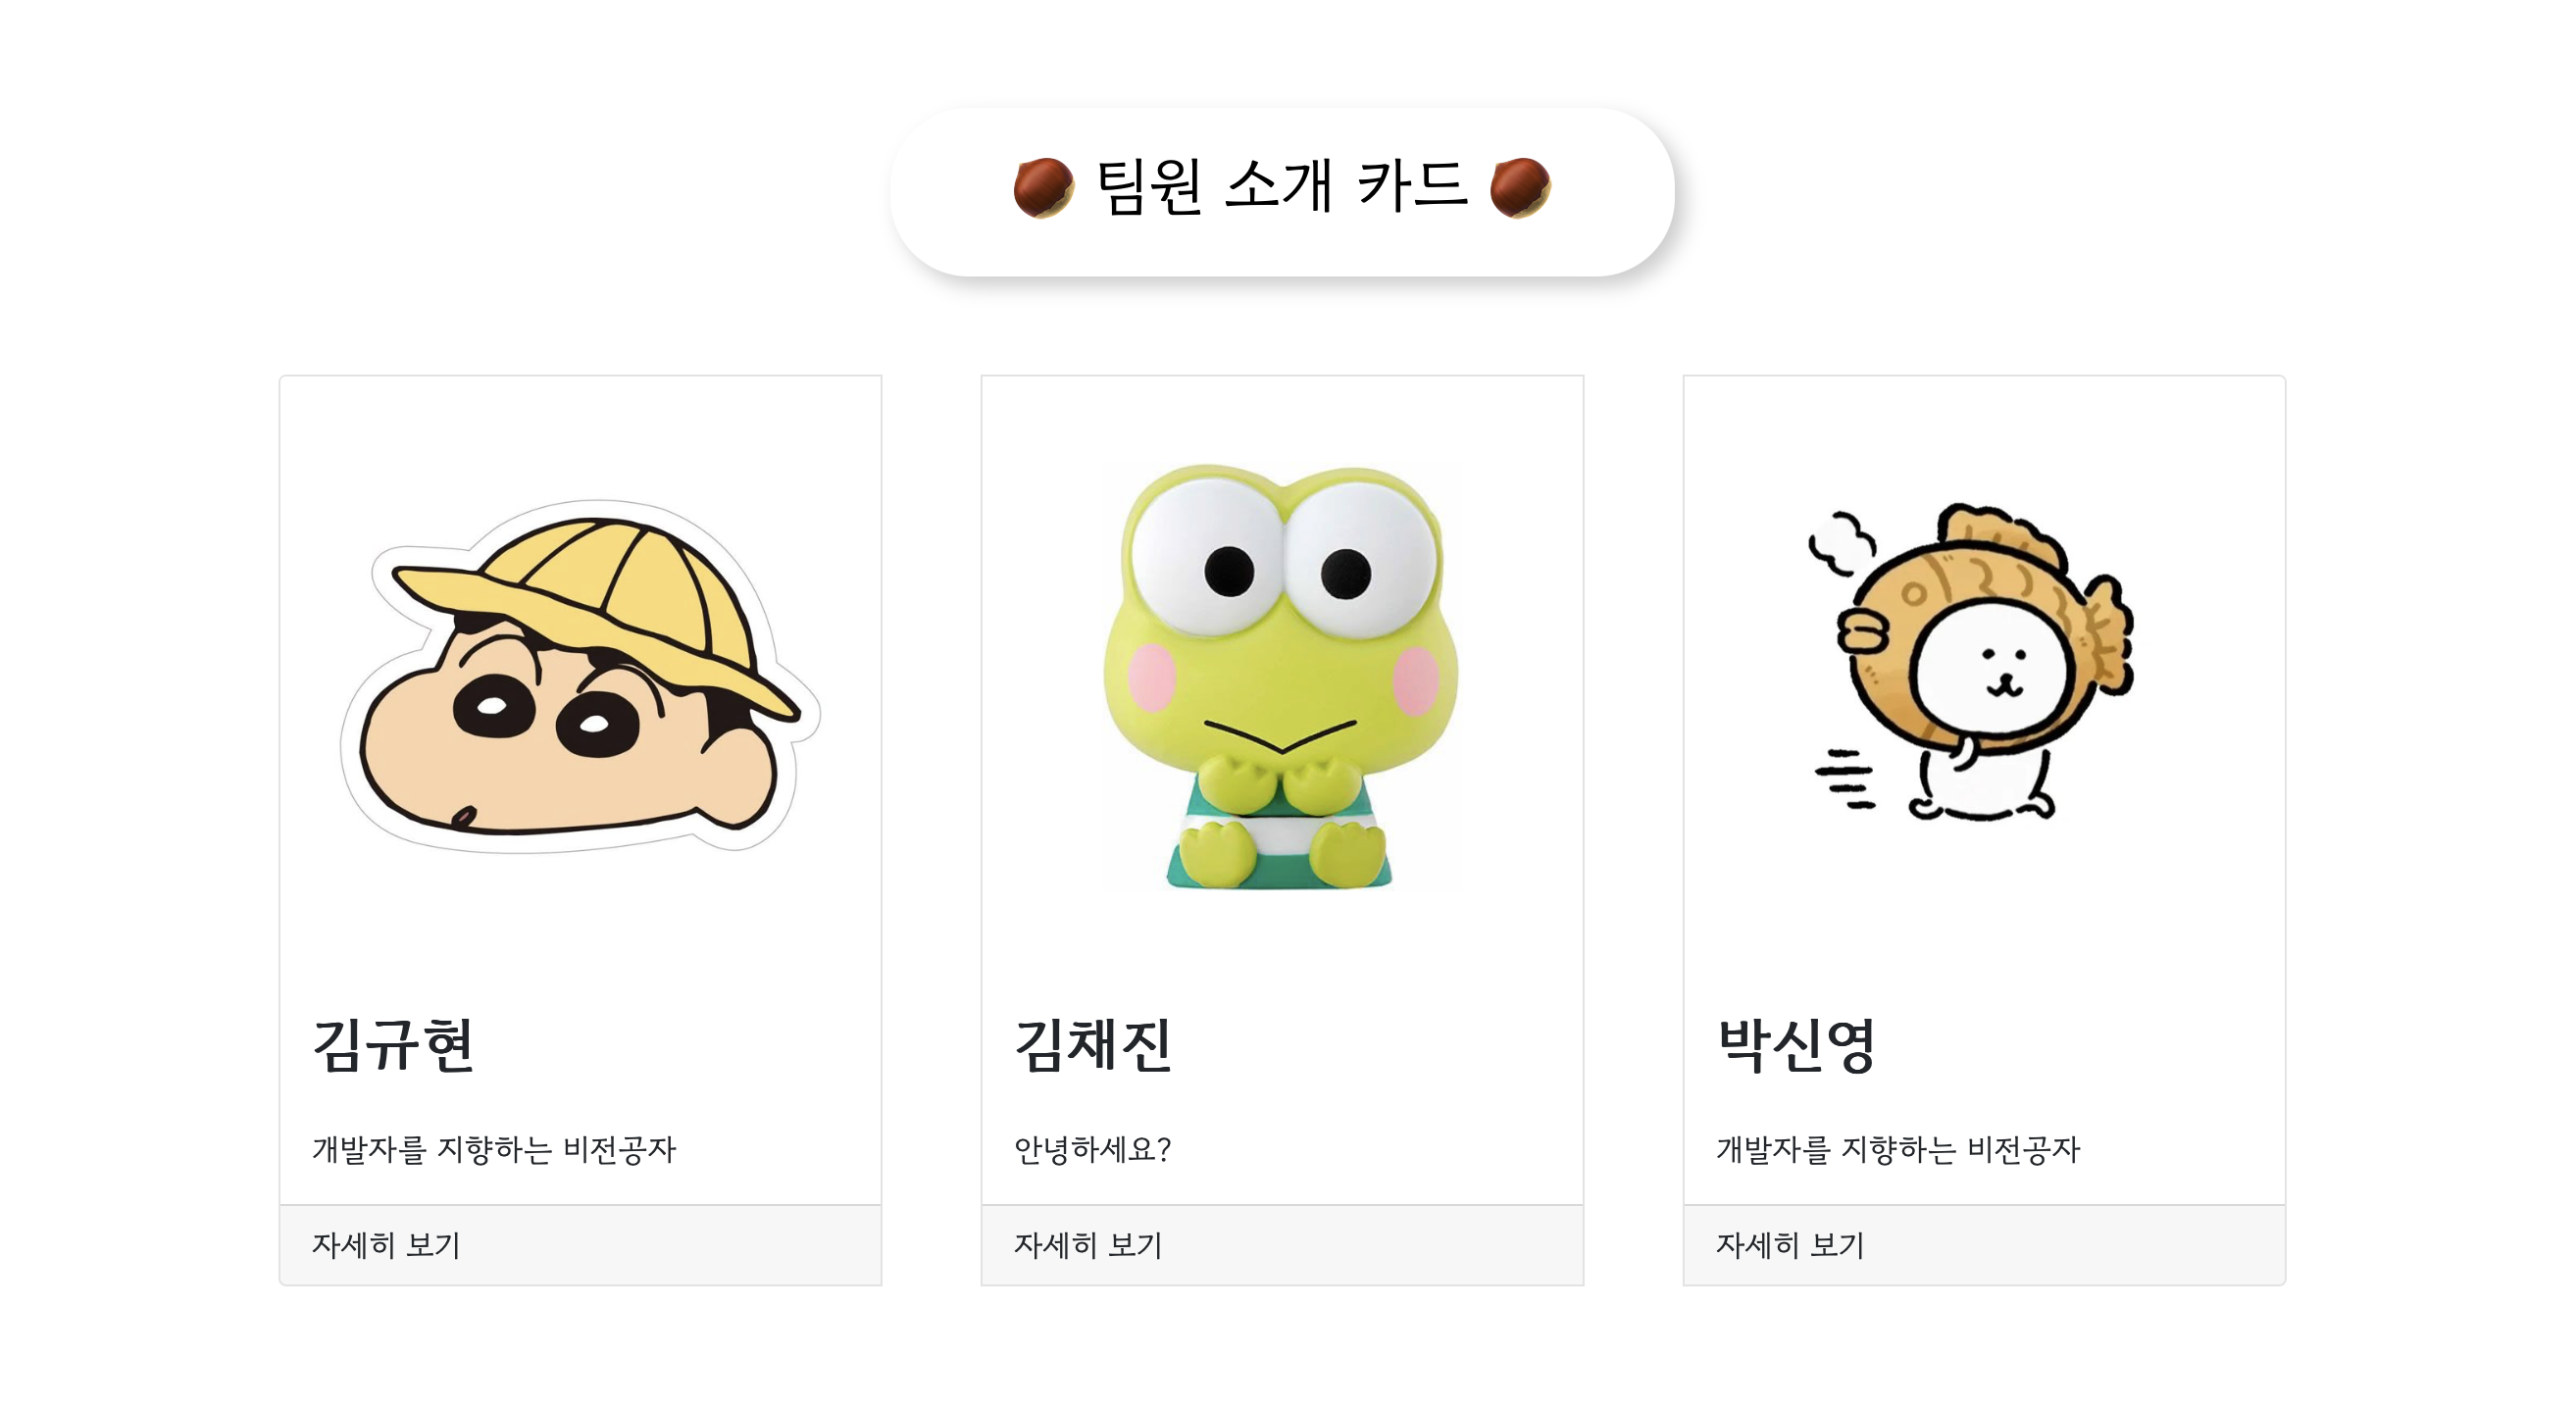 🌰 팀원 소개 카드 🌰
김규현
개발자를 지향하는 비전공자
자세히 보기
김채진
안녕하세요?
자세히 보기
박신영
개발자를 지향하는 비전공자
자세히 보기